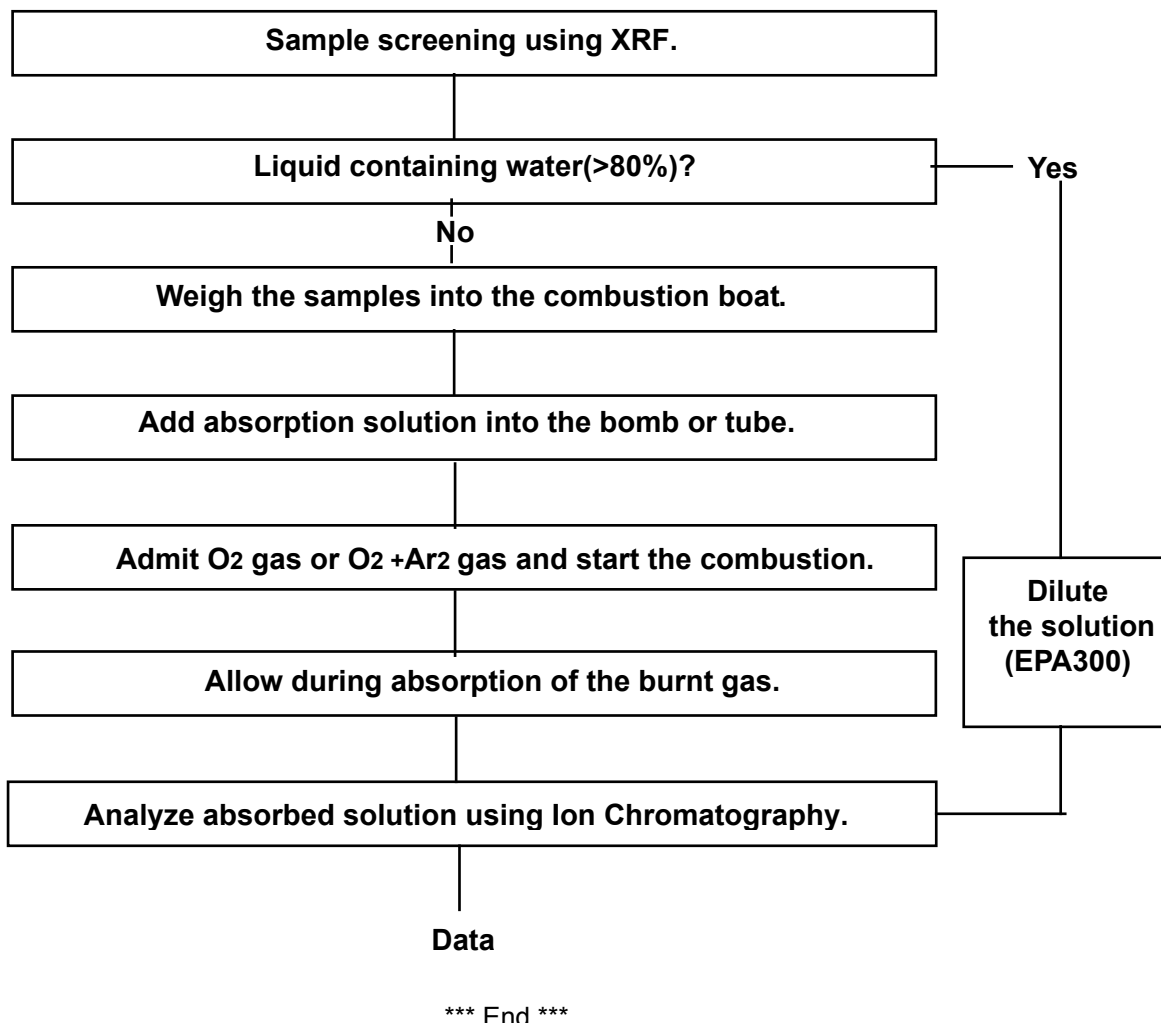 Sample screening using XRF.
Liquid containing water(>80%)?
Yes
No
Weigh the samples into the combustion boat.
Add absorption solution into the bomb or tube.
Admit O2 gas or O2 +Ar2 gas and start the combustion.
Dilute
the solution
(EPA300)
Allow during absorption of the burnt gas.
Analyze absorbed solution using Ion Chromatography.
Data
*** End ***